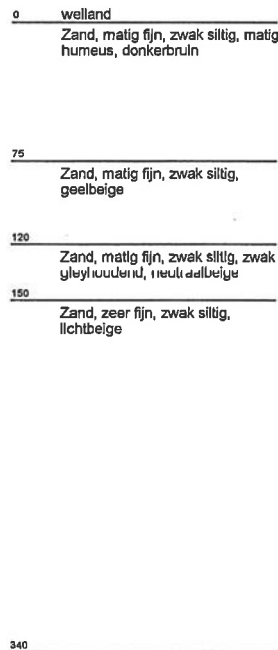 0 weiland
Zand, matig fijn, zwak siltig, matig
humeus, donkerbruin
75
Zand, matig fijn, zwak siltig,
geelbeige
120
Zand, matig fijn, zwak siltig, zwak
gleyhoudend, neutraalbeige
150
Zand, zeer fijn, zwak siltig,
lichtbeige
340